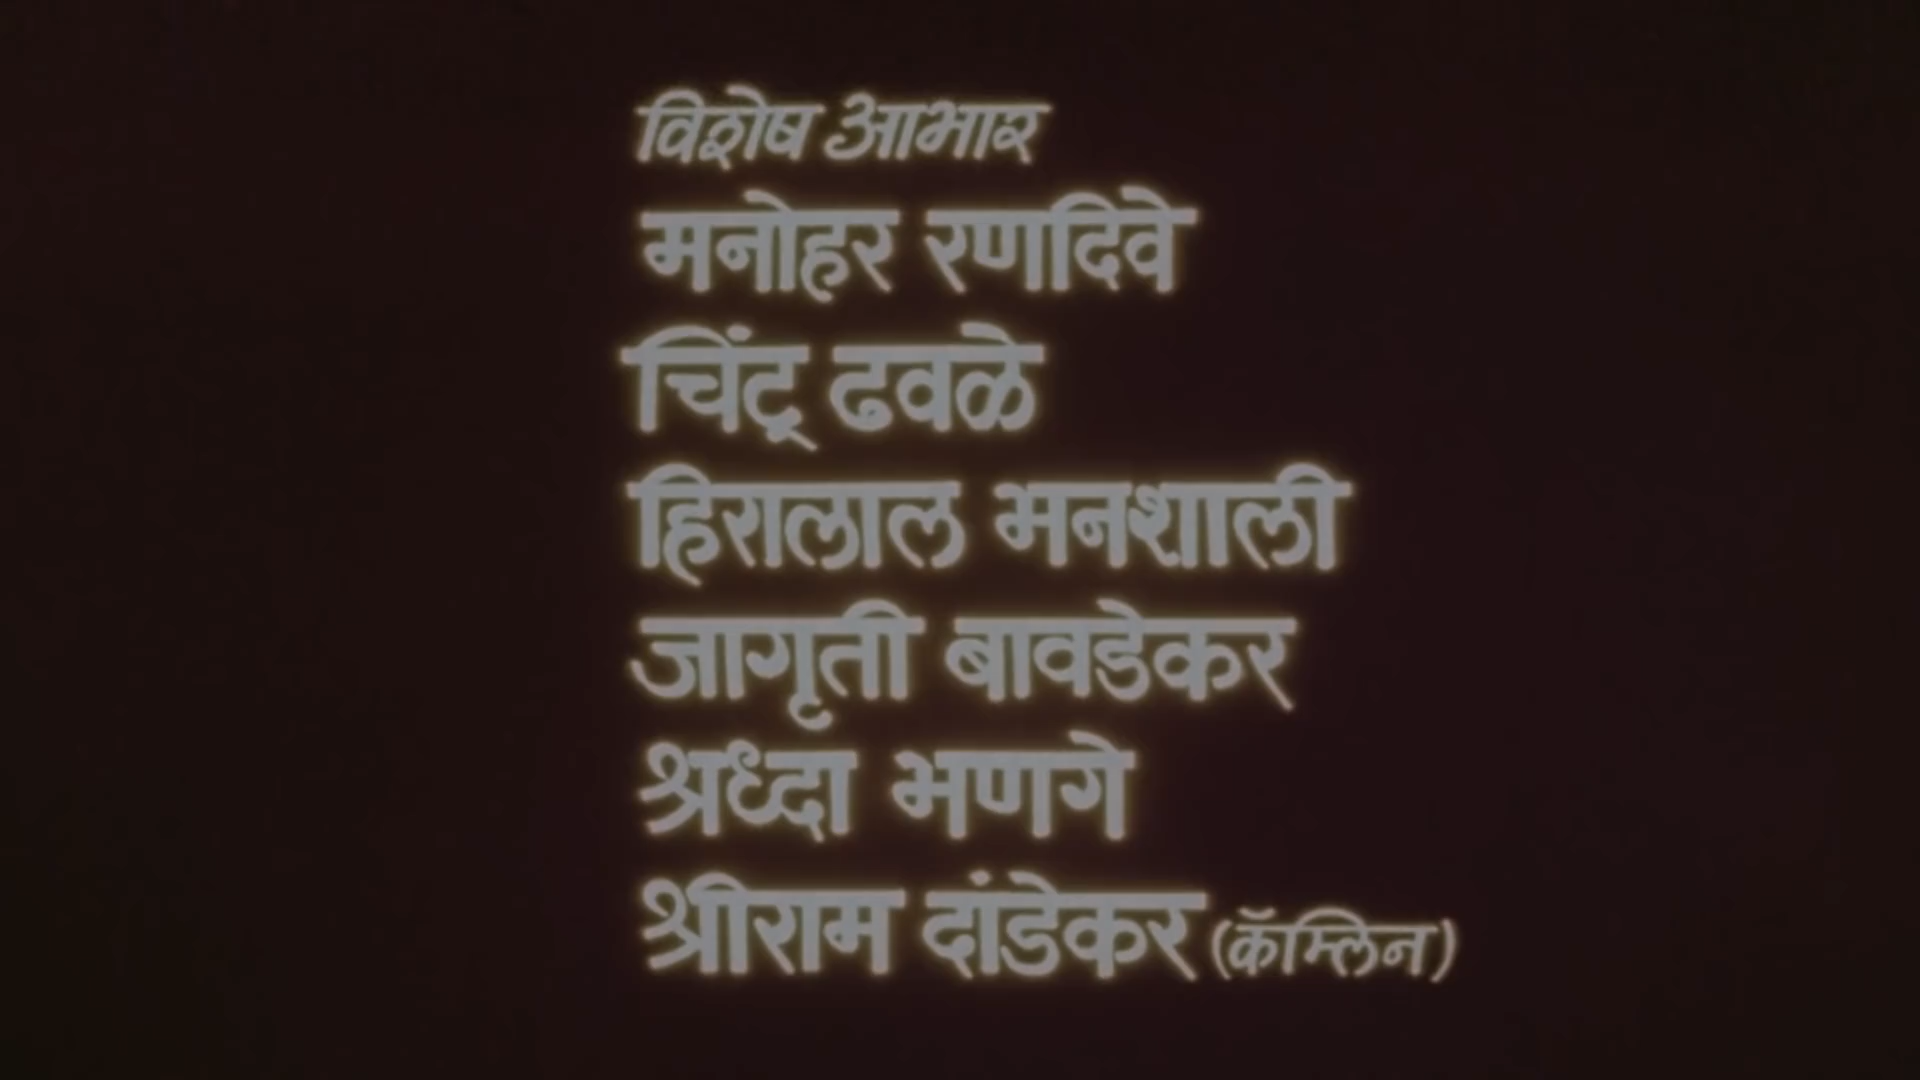 विशेष आभार
मनोहर रणदिवे
चिंटू ढवळे
हिरालाल भनशाली
जागृती बावडेकर
श्रध्दा भणगे
श्रीराम दांडेकर (कॅम्लिन)